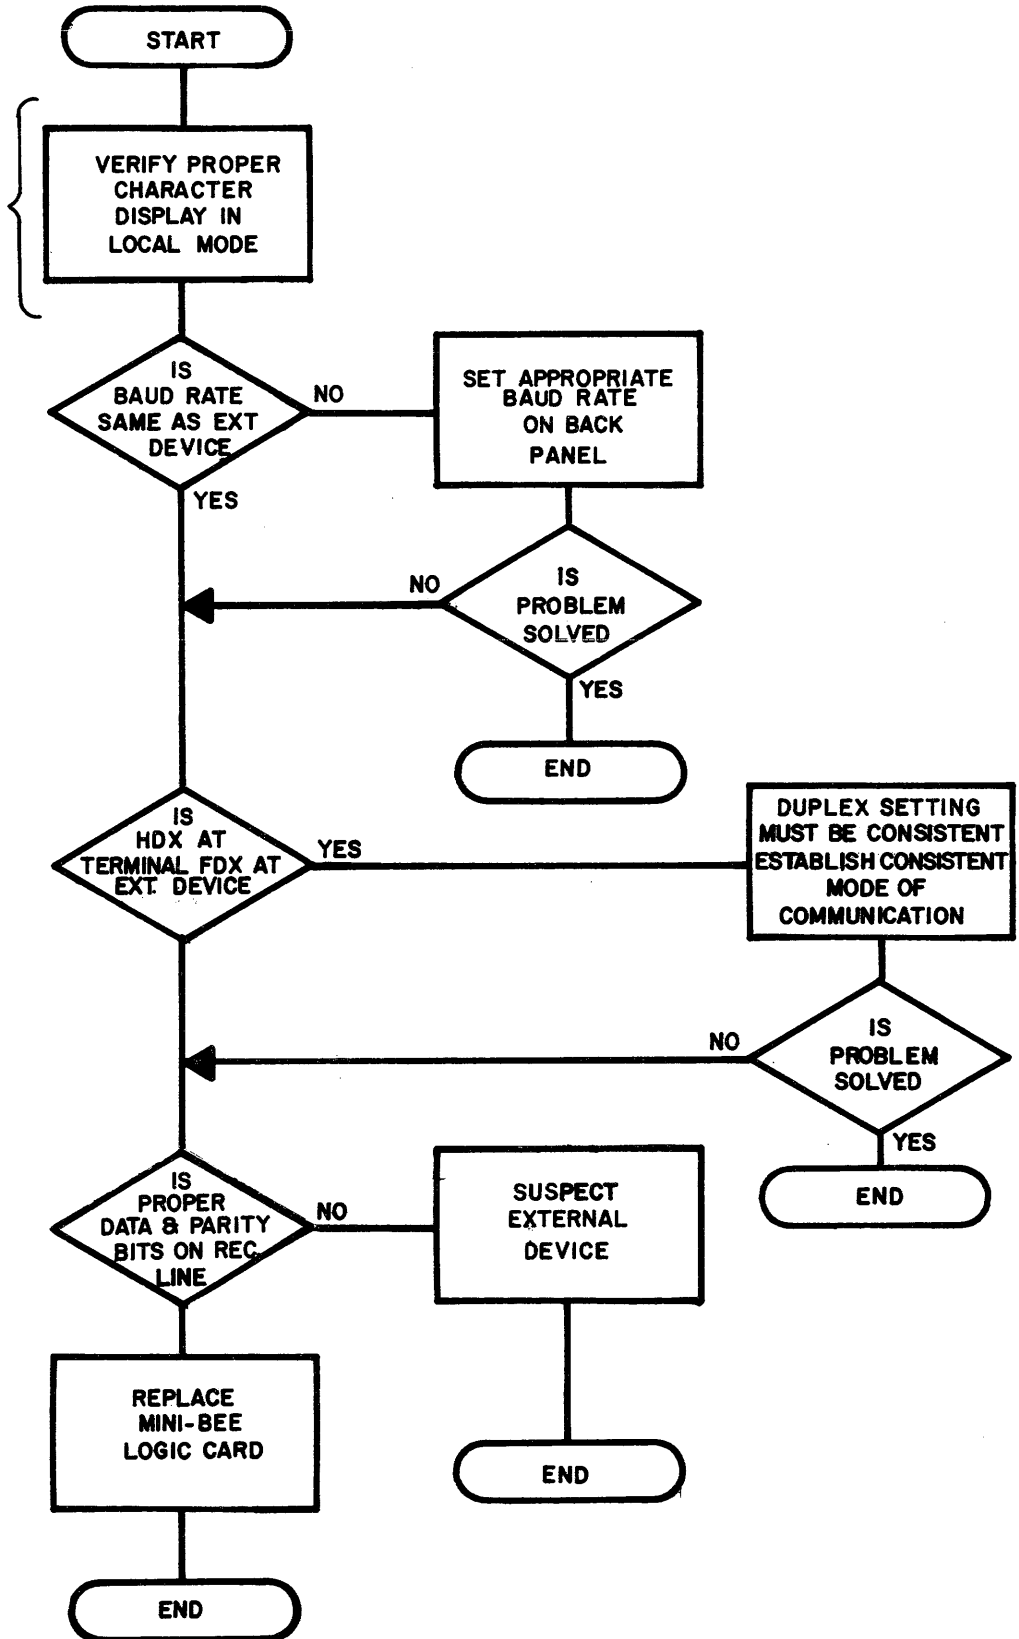 START
VERIFY PROPER
CHARACTER
DISPLAY IN
LOCAL MODE
IS
BAUD RATE
SAME AS EXT
DEVICE
NO
YES
SET APPROPRIATE
BAUD RATE
ON BACK
PANEL
IS
PROBLEM
SOLVED
NO
YES
END
IS
HDX AT
TERMINAL FDX AT
EXT. DEVICE
YES
DUPLEX SETTING
MUST BE CONSISTENT
ESTABLISH CONSISTENT
MODE OF
COMMUNICATION
IS
PROBLEM
SOLVED
NO
YES
END
IS
PROPER
DATA & PARITY
BITS ON REC.
LINE
NO
SUSPECT
EXTERNAL
DEVICE
END
REPLACE
MINI-BEE
LOGIC CARD
END